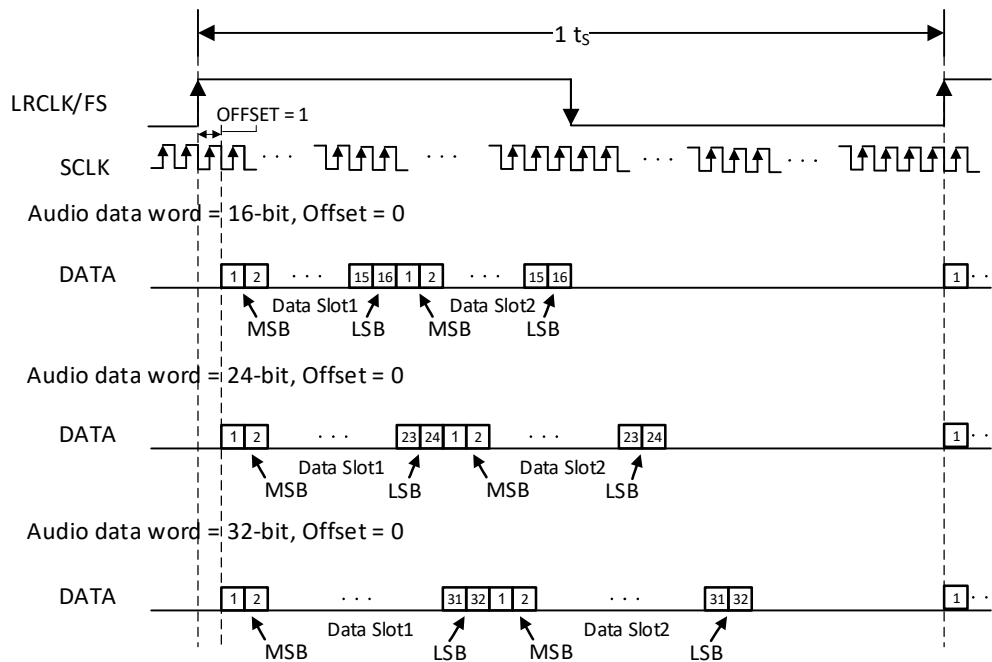 1 tS
LRCLK/FS
OFFSET = 1
SCLK
. . . . . . . . . . . .
Audio data word = 16-bit, Offset = 0
DATA 1 2 . . . 15 16 1 2 . . . 15 16 1 . .
Data Slot1 Data Slot2
MSB LSB MSB LSB
Audio data word = 24-bit, Offset = 0
DATA 1 2 . . . 23 24 1 2 . . . 23 24 1 . .
Data Slot1 Data Slot2
MSB LSB MSB LSB
Audio data word = 32-bit, Offset = 0
DATA 1 2 . . . 31 32 1 2 . . . 31 32 1 . .
Data Slot1 Data Slot2
MSB LSB MSB LSB